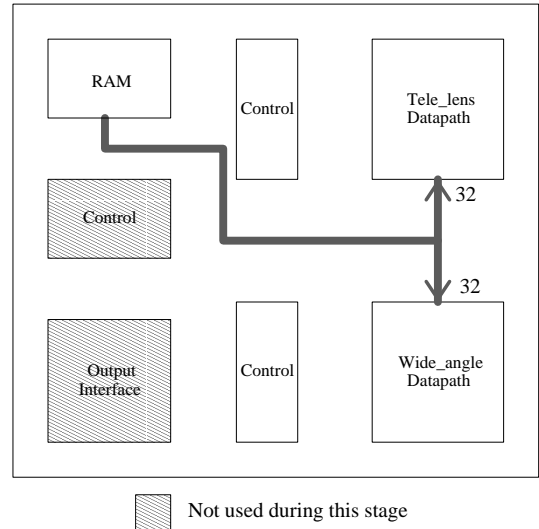 RAM
Control
Tele_lens
Datapath
32
Control
32
Output
Interface
Control
Wide_angle
Datapath
Not used during this stage